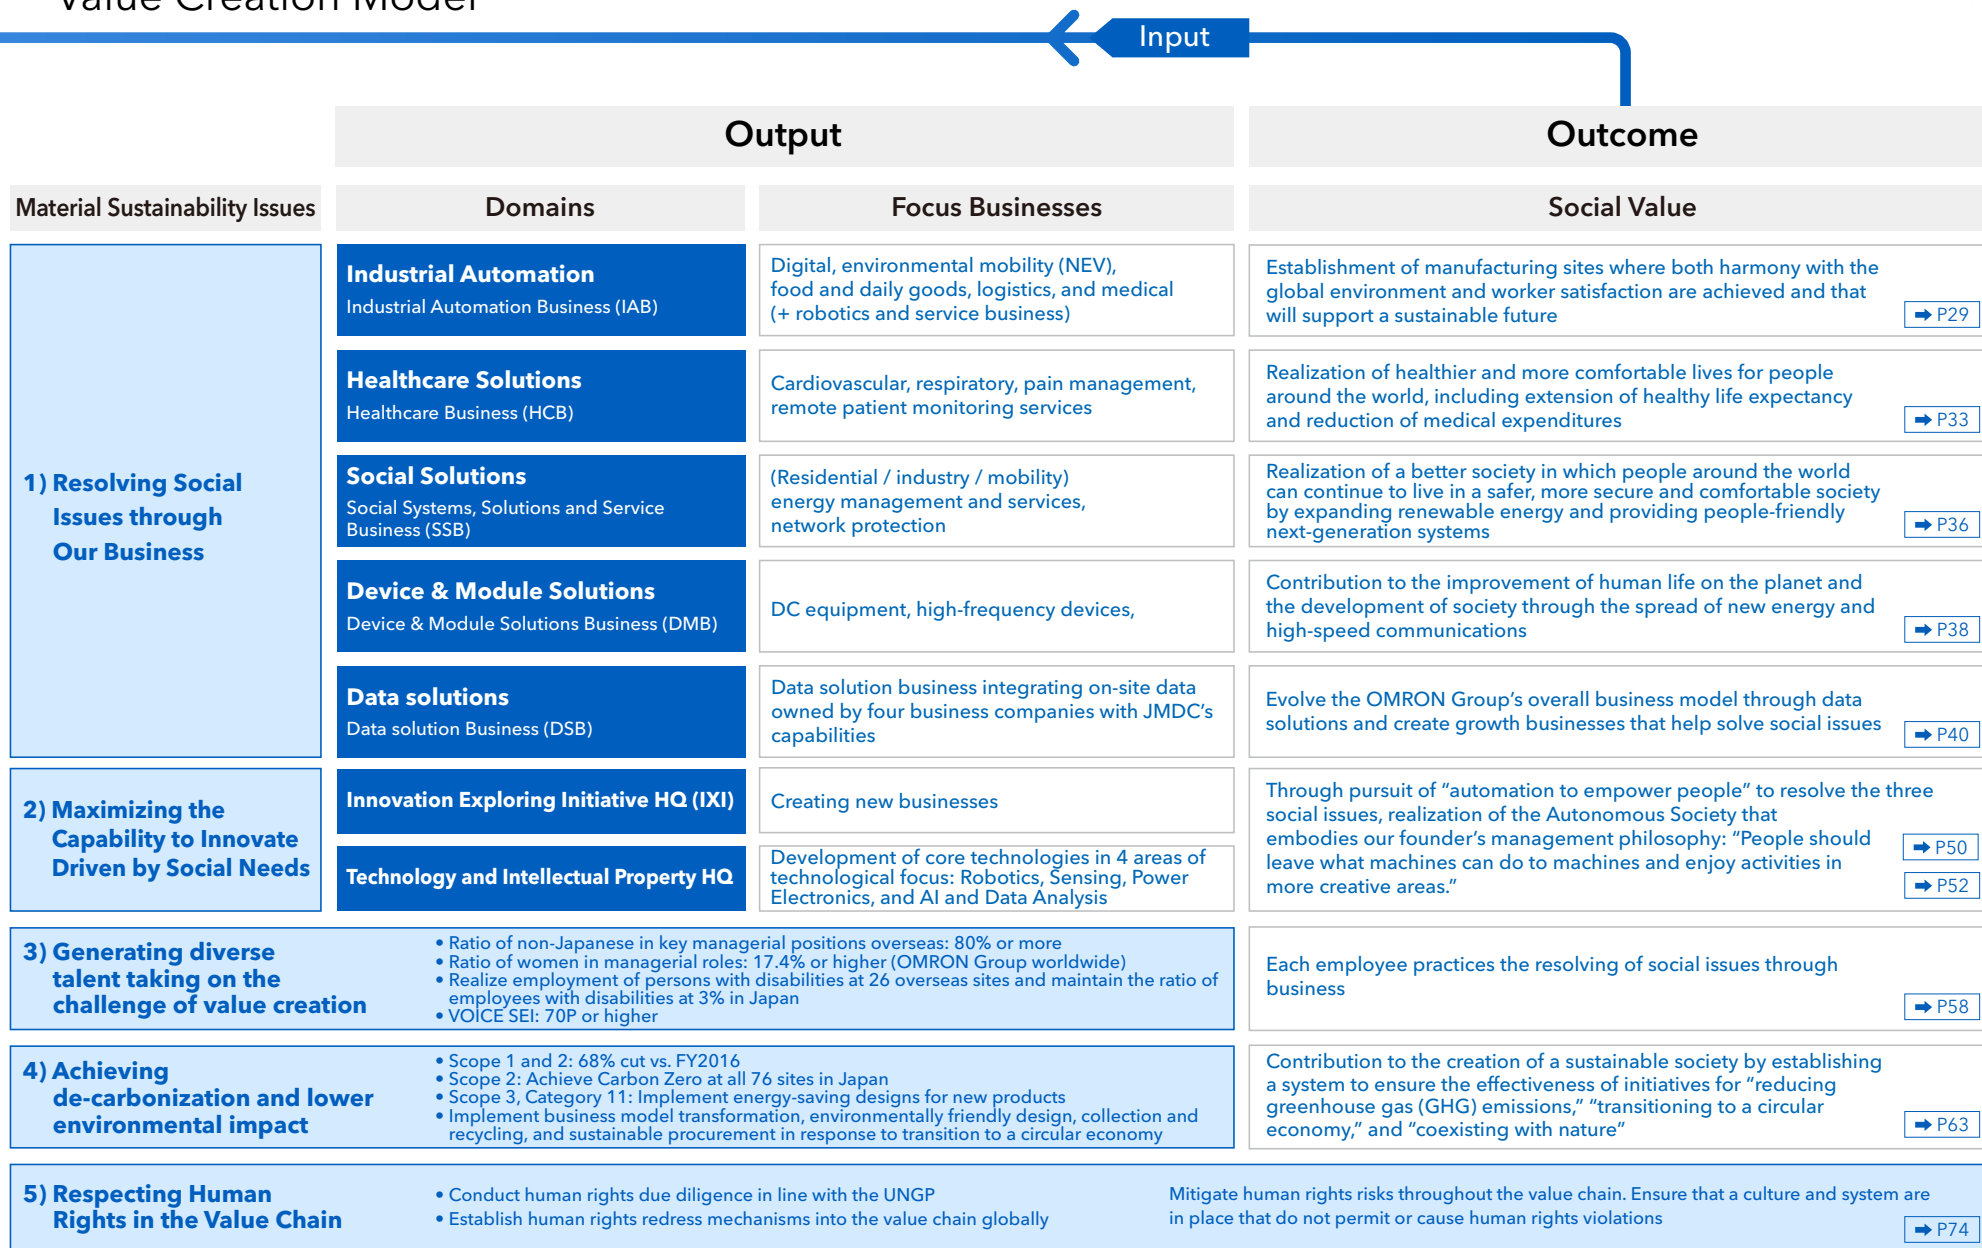 Value Creation Model
Input
Output
Outcome
Material Sustainability Issues
Domains
Focus Businesses
Social Value
1) Resolving Social
Issues through
Our Business
Industrial Automation
Industrial Automation Business (IAB)
Digital, environmental mobility (NEV),
food and daily goods, logistics, and medical
(+ robotics and service business)
Establishment of manufacturing sites where both harmony with the
global environment and worker satisfaction are achieved and that
will support a sustainable future
➡ P29
Healthcare Solutions
Healthcare Business (HCB)
Cardiovascular, respiratory, pain management,
remote patient monitoring services
Realization of healthier and more comfortable lives for people
around the world, including extension of healthy life expectancy
and reduction of medical expenditures
➡ P33
Social Solutions
Social Systems, Solutions and Service
Business (SSB)
(Residential / industry / mobility)
energy management and services,
network protection
Realization of a better society in which people around the world
can continue to live in a safer, more secure and comfortable society
by expanding renewable energy and providing people-friendly
next-generation systems
➡ P36
Device & Module Solutions
Device & Module Solutions Business (DMB)
DC equipment, high-frequency devices,
Contribution to the improvement of human life on the planet and
the development of society through the spread of new energy and
high-speed communications
➡ P38
Data solutions
Data solution Business (DSB)
Data solution business integrating on-site data
owned by four business companies with JMDC's
capabilities
Evolve the OMRON Group's overall business model through data
solutions and create growth businesses that help solve social issues
➡ P40
2) Maximizing the
Capability to Innovate
Driven by Social Needs
Innovation Exploring Initiative HQ (IXI)
Creating new businesses
Technology and Intellectual Property HQ
Development of core technologies in 4 areas of
technological focus: Robotics, Sensing, Power
Electronics, and AI and Data Analysis
Through pursuit of “automation to empower people” to resolve the three
social issues, realization of the Autonomous Society that
embodies our founder's management philosophy: “People should
leave what machines can do to machines and enjoy activities in
more creative areas.”
➡ P50
➡ P52
3) Generating diverse
talent taking on the
challenge of value creation
• Ratio of non-Japanese in key managerial positions overseas: 80% or more
• Ratio of women in managerial roles: 17.4% or higher (OMRON Group worldwide)
• Realize employment of persons with disabilities at 26 overseas sites and maintain the ratio of
employees with disabilities at 3% in Japan
• VOICE SEI: 70P or higher
Each employee practices the resolving of social issues through
business
➡ P58
4) Achieving
de-carbonization and lower
environmental impact
• Scope 1 and 2: 68% cut vs. FY2016
• Scope 2: Achieve Carbon Zero at all 76 sites in Japan
• Scope 3, Category 11: Implement energy-saving designs for new products
• Implement business model transformation, environmentally friendly design, collection and
recycling, and sustainable procurement in response to transition to a circular economy
Contribution to the creation of a sustainable society by establishing
a system to ensure the effectiveness of initiatives for “reducing
greenhouse gas (GHG) emissions,” “transitioning to a circular
economy,” and “coexisting with nature”
➡ P63
5) Respecting Human
Rights in the Value Chain
• Conduct human rights due diligence in line with the UNGP
• Establish human rights redress mechanisms into the value chain globally
Mitigate human rights risks throughout the value chain. Ensure that a culture and system are
in place that do not permit or cause human rights violations
➡ P74